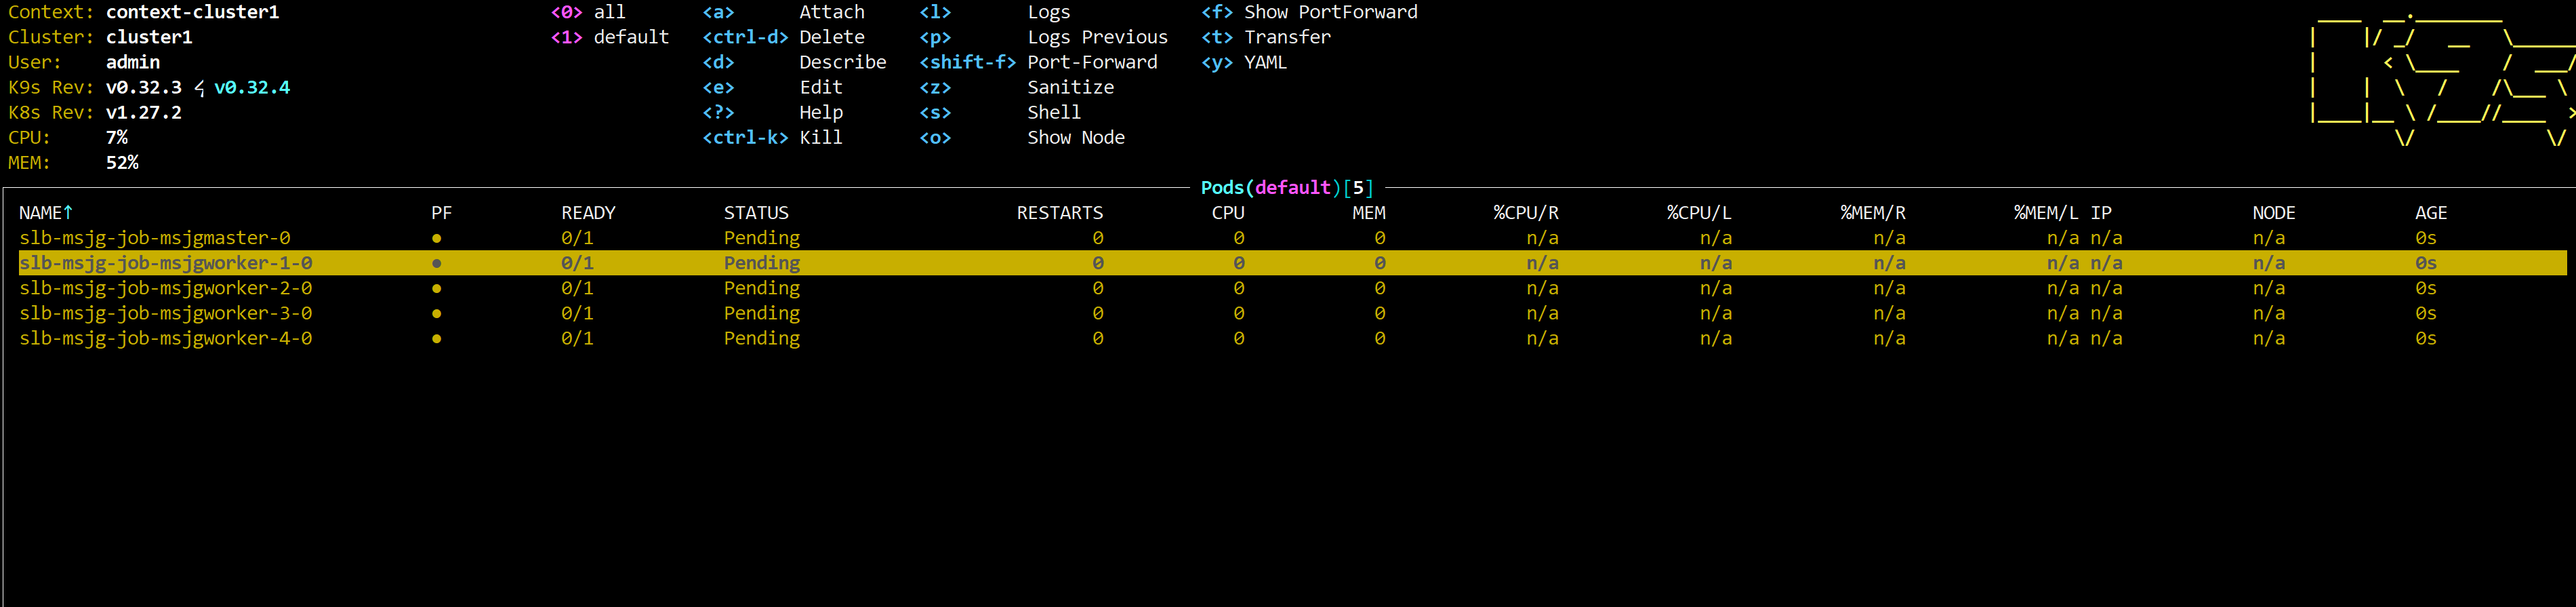 Context: context-cluster1 <0> all <a> Attach <l> Logs <f> Show PortForward
Cluster: cluster1 <1> default <ctrl-d> Delete <p> Logs Previous <t> Transfer
User: admin <d> Describe <shift-f> Port-Forward <y> YAML
K9s Rev: v0.32.3 ⚡ v0.32.4 <e> Edit <z> Sanitize
K8s Rev: v1.27.2 <?> Help <s> Shell
CPU: 7% <ctrl-k> Kill <o> Show Node
MEM: 52%
Pods(default)[5]
NAME↑ PF READY STATUS RESTARTS CPU MEM %CPU/R %CPU/L %MEM/R %MEM/L IP NODE AGE
slb-msjg-job-msjgmaster-0 ● 0/1 Pending 0 0 0 n/a n/a n/a n/a n/a n/a 0s
slb-msjg-job-msjgworker-1-0 ● 0/1 Pending 0 0 0 n/a n/a n/a n/a n/a n/a 0s
slb-msjg-job-msjgworker-2-0 ● 0/1 Pending 0 0 0 n/a n/a n/a n/a n/a n/a 0s
slb-msjg-job-msjgworker-3-0 ● 0/1 Pending 0 0 0 n/a n/a n/a n/a n/a n/a 0s
slb-msjg-job-msjgworker-4-0 ● 0/1 Pending 0 0 0 n/a n/a n/a n/a n/a n/a 0s